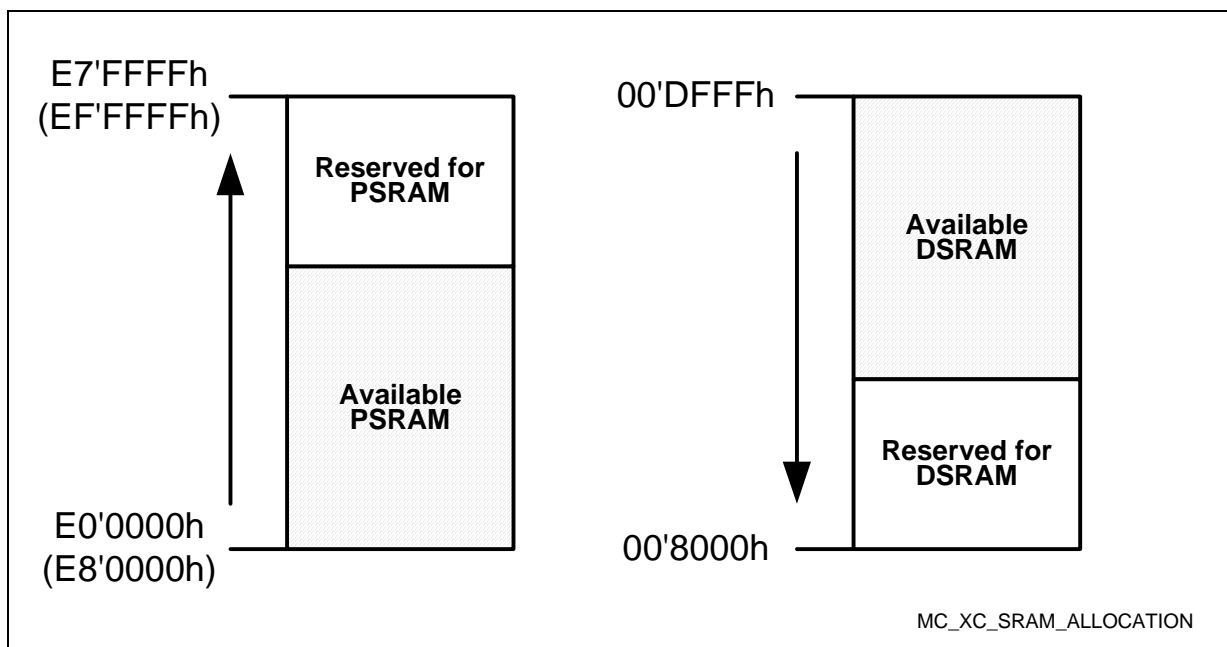 E7'FFFFh
(EF'FFFFh)
Reserved for
PSRAM
Available
PSRAM
E0'0000h
(E8'0000h)
00'DFFFh
Available
DSRAM
Reserved for
DSRAM
00'8000h
MC_XC_SRAM_ALLOCATION